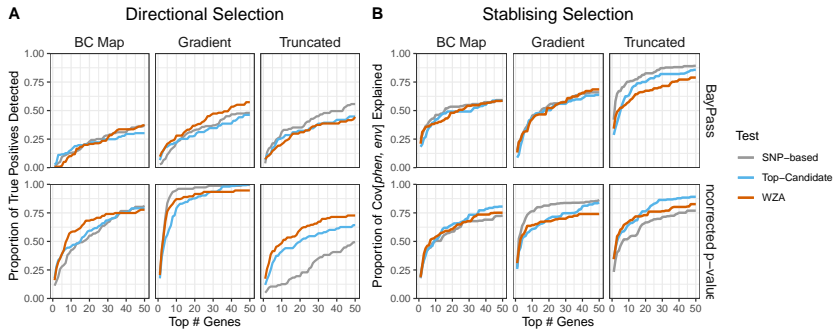 A Directional Selection
B Stablising Selection
BC Map Gradient Truncated
BC Map Gradient Truncated
Proportion of True Positives Detected
1.00
0.75
0.50
0.25
0.00
1.00
0.75
0.50
0.25
0.00
0 10 20 30 40 50 0 10 20 30 40 50 0 10 20 30 40 50
Top # Genes
Proportion of Cov[phen, env] Explained
1.00
0.75
0.50
0.25
0.00
1.00
0.75
0.50
0.25
0.00
0 10 20 30 40 50 0 10 20 30 40 50 0 10 20 30 40 50
Top # Genes
BayPass
ncorrected p-value
Test
SNP-based
Top-Candidate
WZA